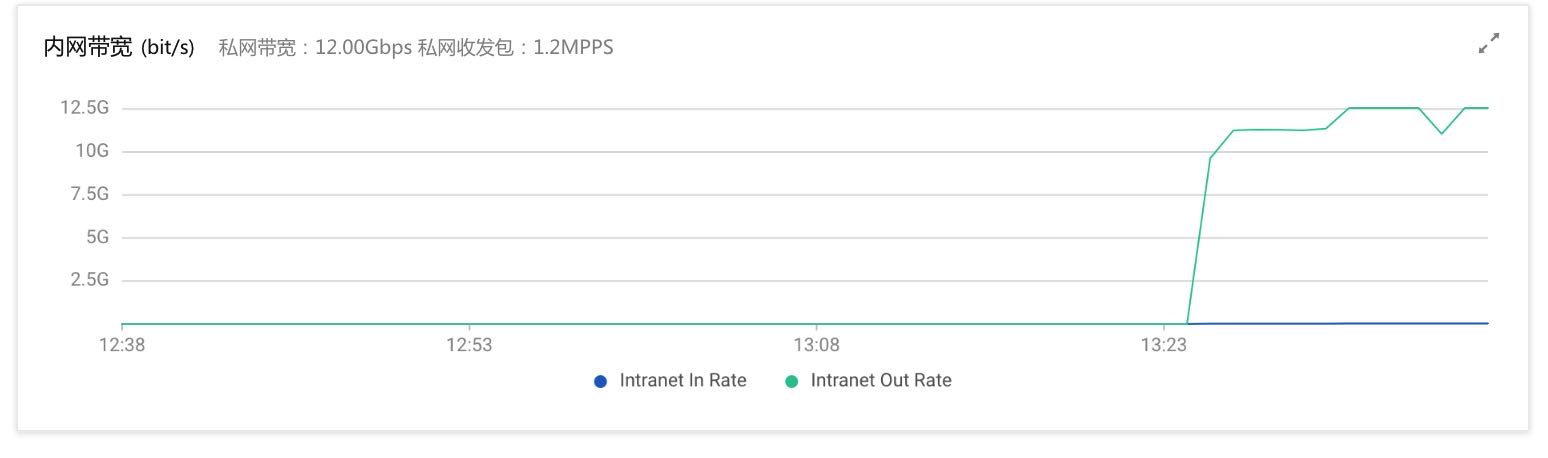 内网带宽 (bit/s) 私网带宽：12.00Gbps 私网收发包：1.2MPPS
12.5G
10G
7.5G
5G
2.5G
12:38 12:53 13:08 13:23
Intranet In Rate Intranet Out Rate